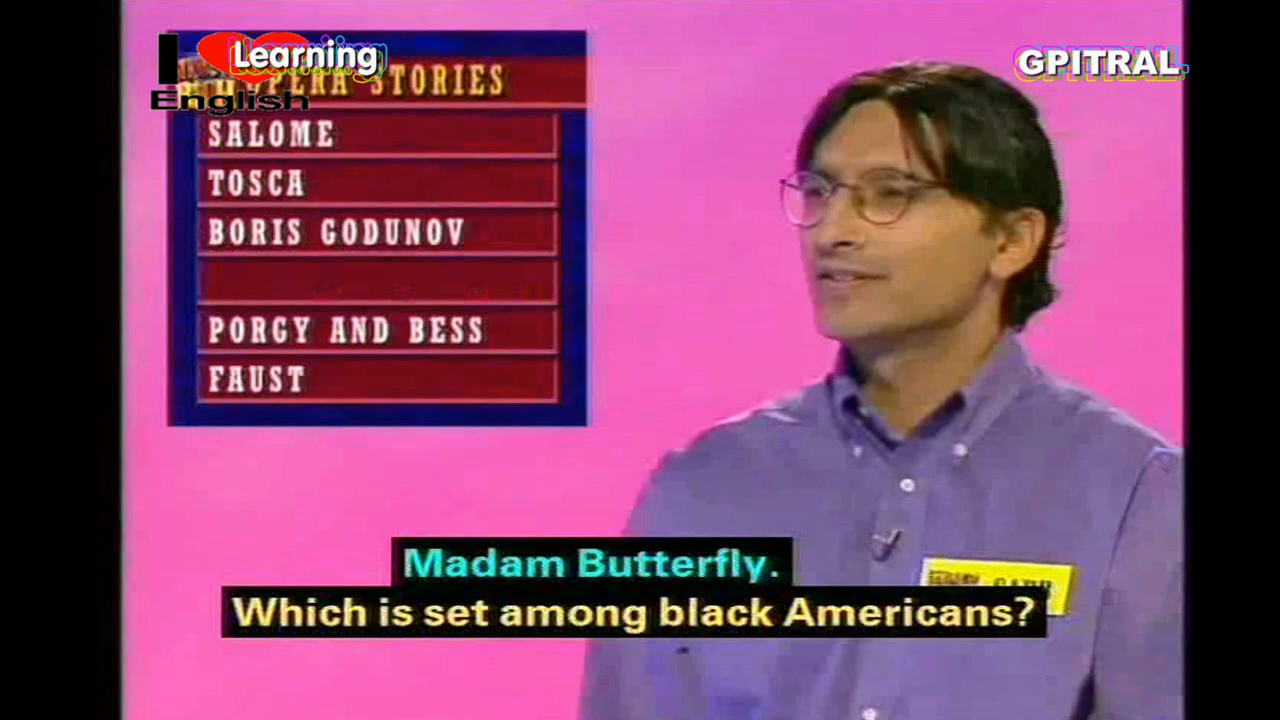 I Learning
English
GPITRAL
OPERA STORIES
SALOME
TOSCA
BORIS GODUNOV
PORGY AND BESS
FAUST
Madam Butterfly.
Which is set among black Americans?